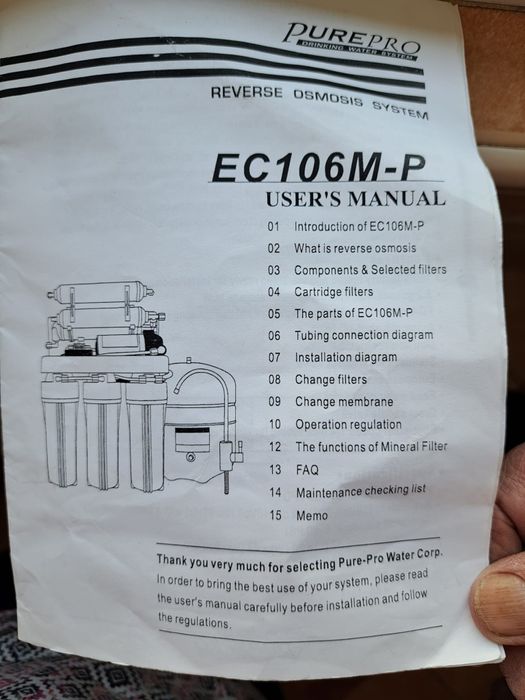 PUREPRO
DRINKING WATER SYSTEM
REVERSE OSMOSIS SYSTEM
EC106M-P
USER'S MANUAL
01 Introduction of EC106M-P
02 What is reverse osmosis
03 Components & Selected filters
04 Cartridge filters
05 The parts of EC106M-P
06 Tubing connection diagram
07 Installation diagram
08 Change filters
09 Change membrane
10 Operation regulation
12 The functions of Mineral Filter
13 FAQ
14 Maintenance checking list
15 Memo
Thank you very much for selecting Pure-Pro Water Corp.
In order to bring the best use of your system, please read
the user's manual carefully before installation and follow
the regulations.